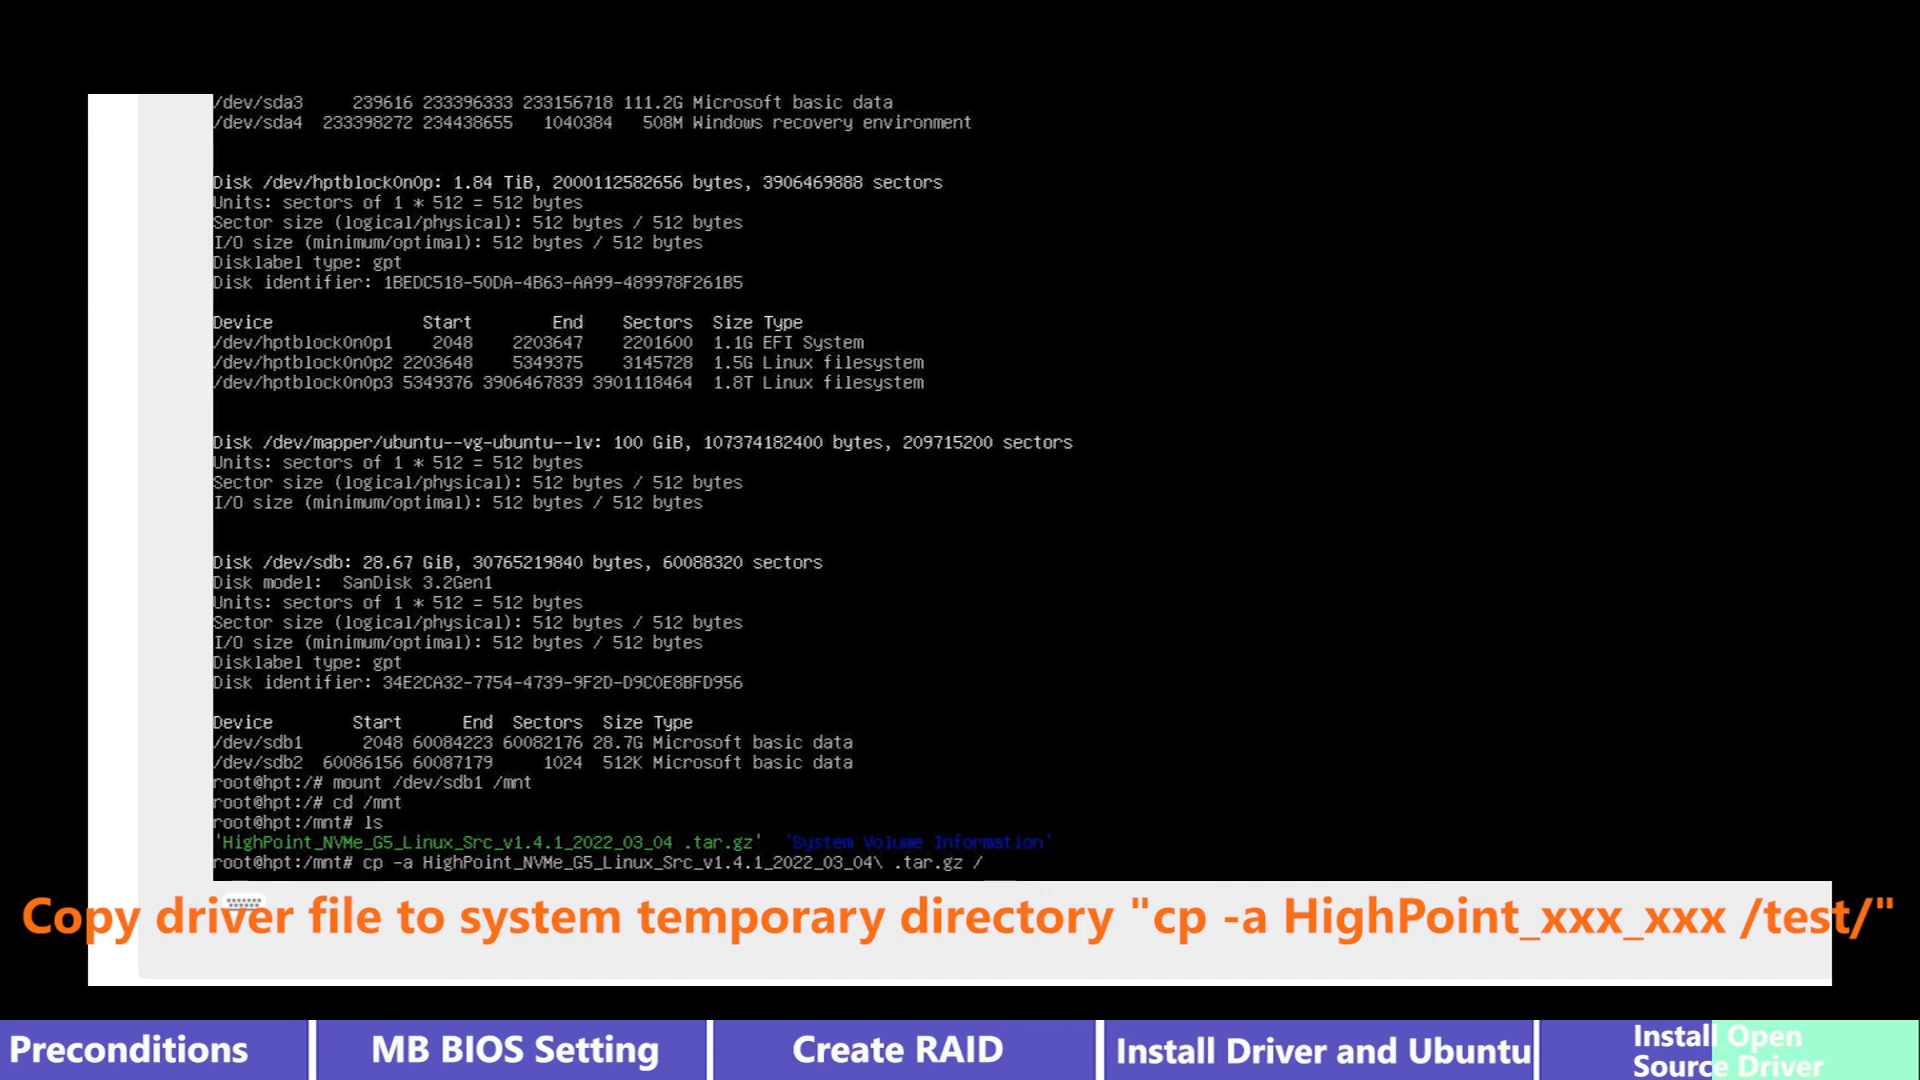 /dev/sda3     239616 233396333 233156718 111.2G Microsoft basic data
/dev/sda4  233398272 234438655   1040384   508M Windows recovery environment
Disk /dev/hptblock0n0p: 1.84 TiB, 2000112582656 bytes, 3906469888 sectors
Units: sectors of 1 * 512 = 512 bytes
Sector size (logical/physical): 512 bytes / 512 bytes
I/O size (minimum/optimal): 512 bytes / 512 bytes
Disklabel type: gpt
Disk identifier: 1BEDC518-50DA-4B63-AA99-489978F261B5
Device               Start        End    Sectors  Size Type
/dev/hptblock0n0p1    2048    2203647    2201600  1.1G EFI System
/dev/hptblock0n0p2 2203648    5349375    3145728  1.5G Linux filesystem
/dev/hptblock0n0p3 5349376 3906467839 3901118464  1.8T Linux filesystem
Disk /dev/mapper/ubuntu--vg-ubuntu--lv: 100 GiB, 107374182400 bytes, 209715200 sectors
Units: sectors of 1 * 512 = 512 bytes
Sector size (logical/physical): 512 bytes / 512 bytes
I/O size (minimum/optimal): 512 bytes / 512 bytes
Disk /dev/sdb: 28.67 GiB, 30765219840 bytes, 60088320 sectors
Disk model:  SanDisk 3.2Gen1
Units: sectors of 1 * 512 = 512 bytes
Sector size (logical/physical): 512 bytes / 512 bytes
I/O size (minimum/optimal): 512 bytes / 512 bytes
Disklabel type: gpt
Disk identifier: 34E2CA32-7754-4739-9F2D-D9C0E8BFD956
Device        Start      End  Sectors  Size Type
/dev/sdb1      2048 60084223 60082176 28.7G Microsoft basic data
/dev/sdb2  60086156 60087179     1024  512K Microsoft basic data
root@hpt:/# mount /dev/sdb1 /mnt
root@hpt:/# cd /mnt
root@hpt:/mnt# ls
'HighPoint_NVMe_G5_Linux_Src_v1.4.1_2022_03_04 .tar.gz'  'System Volume Information'
root@hpt:/mnt# cp -a HighPoint_NVMe_G5_Linux_Src_v1.4.1_2022_03_04\ .tar.gz /
Copy driver file to system temporary directory "cp -a HighPoint_xxx_xxx /test/"
Preconditions
MB BIOS Setting
Create RAID
Install Driver and Ubuntu
Install Open
Source Driver